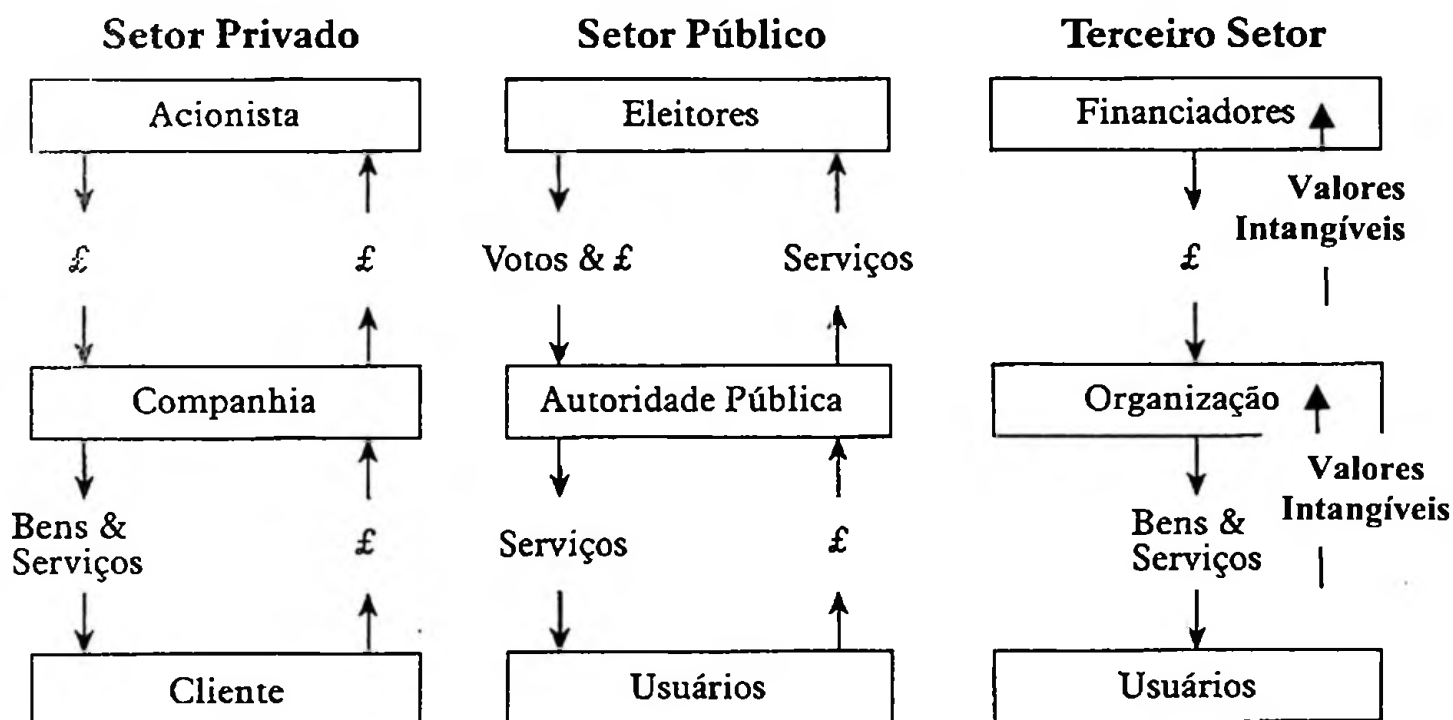 Setor Privado
Acionista
£
£
Companhia
Bens &
Serviços
£
Cliente
Setor Público
Eleitores
Votos & £
Serviços
Autoridade Pública
Serviços
£
Usuários
Terceiro Setor
Financiadores
Valores
Intangíveis
£
Organização
Valores
Intangíveis
Bens &
Serviços
Usuários